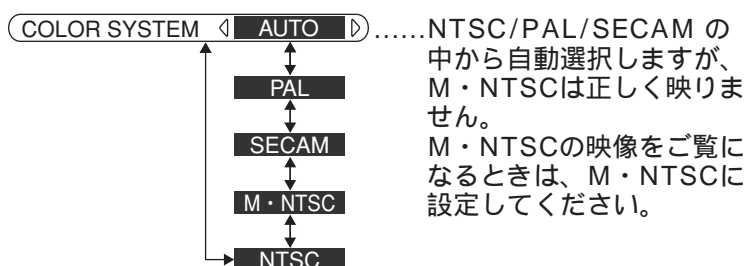 COLOR SYSTEM AUTO ……NTSC/PAL/SECAM の
中から自動選択しますが、
PAL
M・NTSCは正しく映りま
せん。
SECAM
M・NTSCの映像をご覧に
なるときは、M・NTSCに
M・NTSC
設定してください。
NTSC